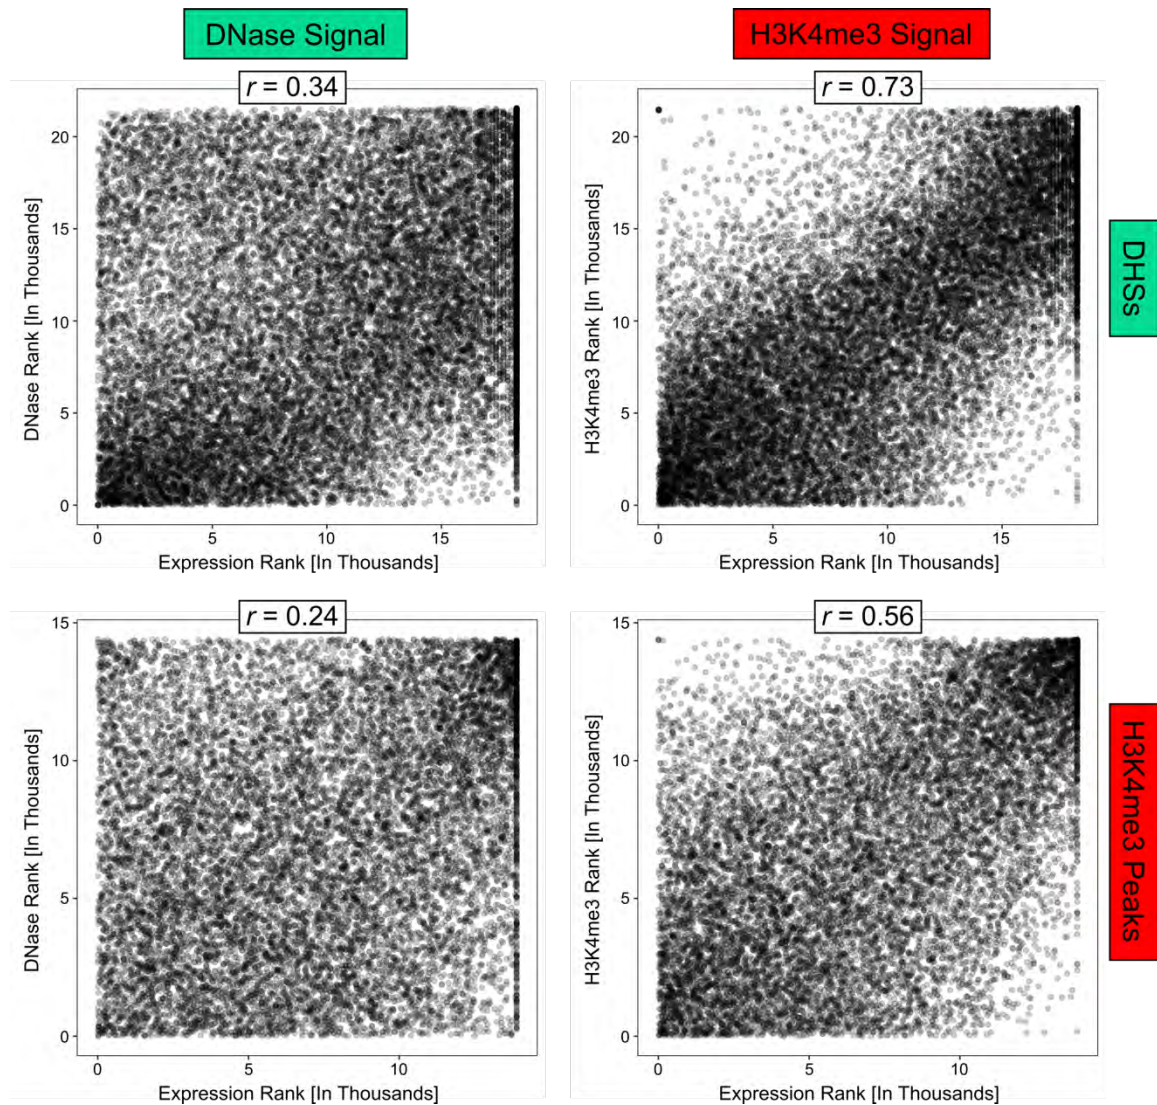 DNase Signal
H3K4me3 Signal
r = 0.34
r = 0.73
DNase Rank [In Thousands]
20
15
10
5
0
0 5 10 15
Expression Rank [In Thousands]
H3K4me3 Rank [In Thousands]
20
15
10
5
0
0 5 10 15
Expression Rank [In Thousands]
DHSs
r = 0.24
r = 0.56
DNase Rank [In Thousands]
15
10
5
0
0 5 10
Expression Rank [In Thousands]
H3K4me3 Rank [In Thousands]
15
10
5
0
0 5 10
Expression Rank [In Thousands]
H3K4me3 Peaks